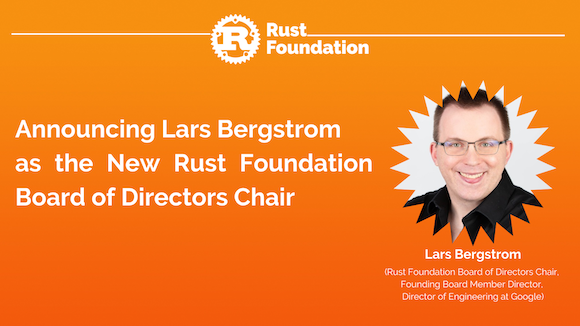 Rust
Foundation
Announcing Lars Bergstrom
as the New Rust Foundation
Board of Directors Chair
Lars Bergstrom
(Rust Foundation Board of Directors Chair,
Founding Board Member Director,
Director of Engineering at Google)